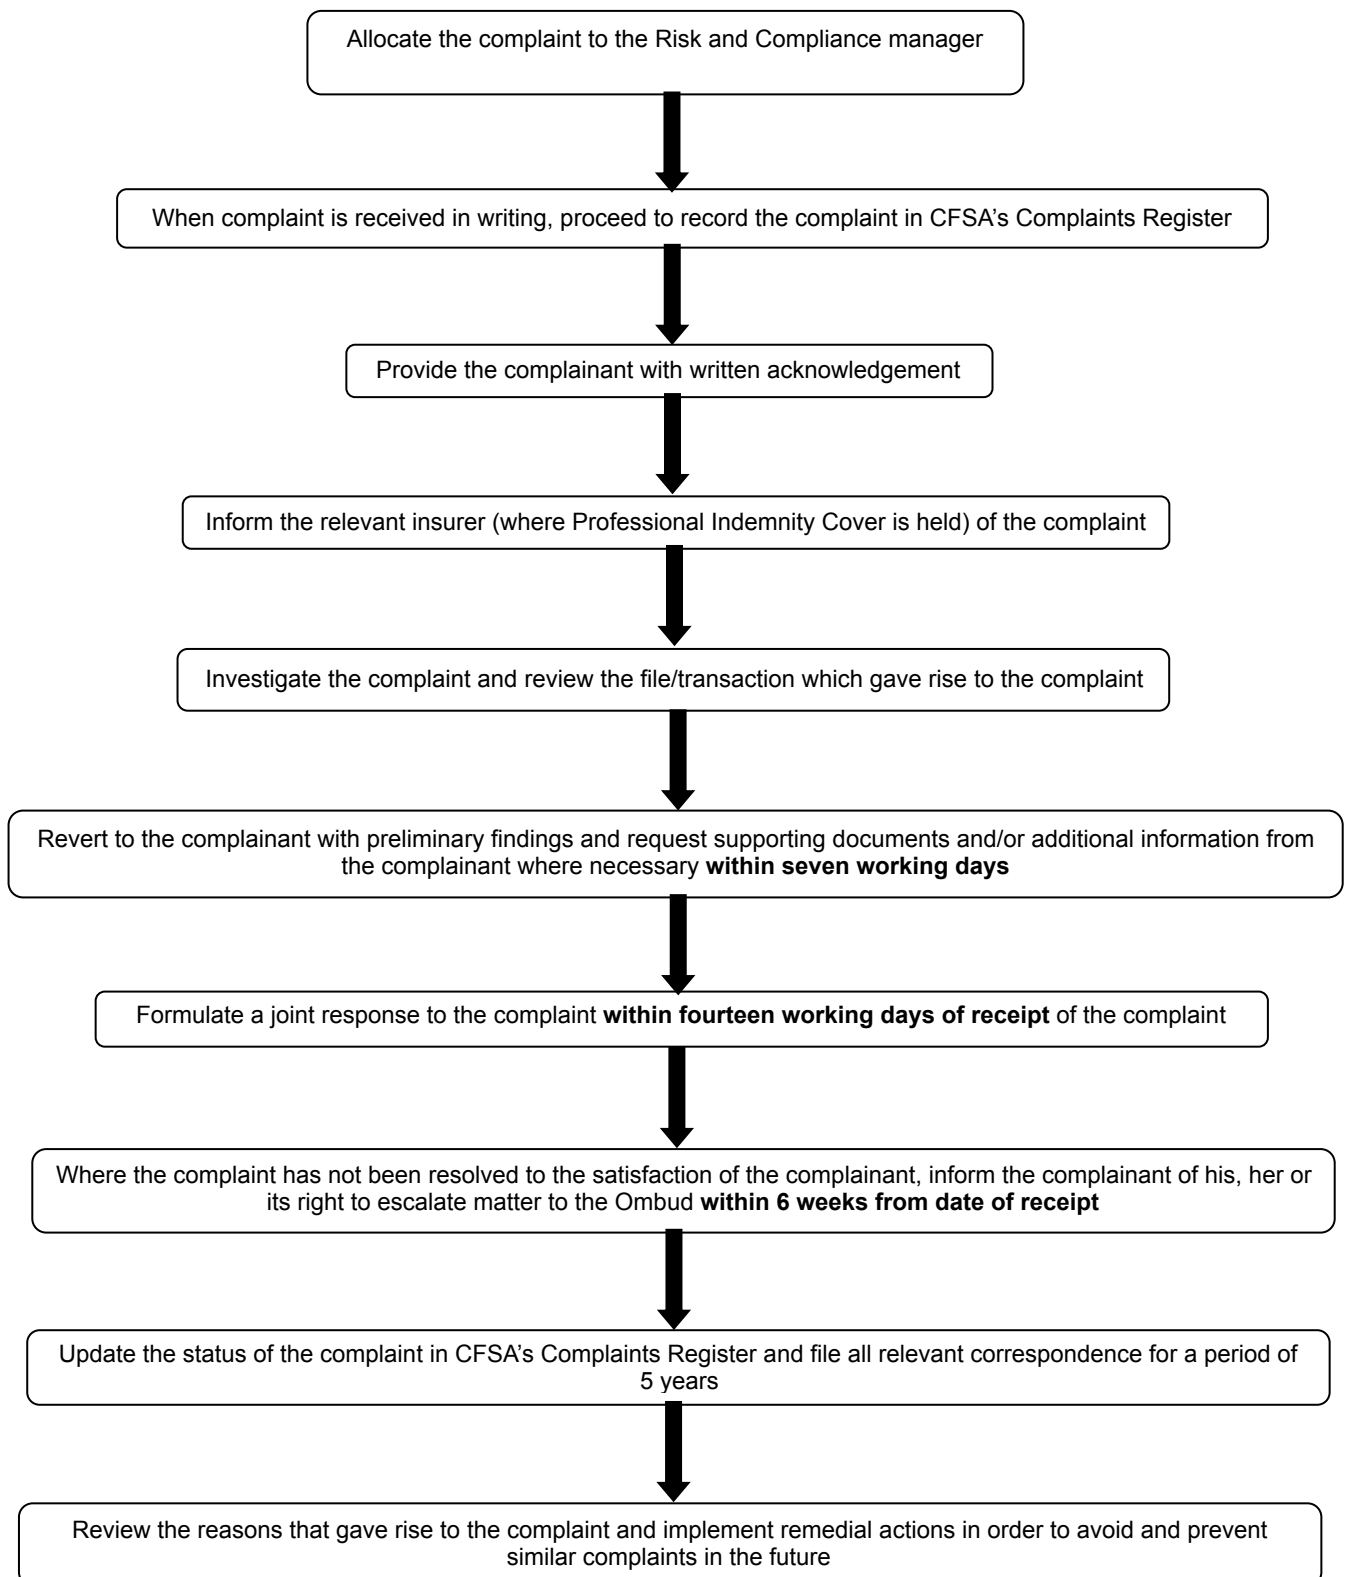 Allocate the complaint to the Risk and Compliance manager
When complaint is received in writing, proceed to record the complaint in CFSA’s Complaints Register
Provide the complainant with written acknowledgement
Inform the relevant insurer (where Professional Indemnity Cover is held) of the complaint
Investigate the complaint and review the file/transaction which gave rise to the complaint
Revert to the complainant with preliminary findings and request supporting documents and/or additional information from
the complainant where necessary within seven working days
Formulate a joint response to the complaint within fourteen working days of receipt of the complaint
Where the complaint has not been resolved to the satisfaction of the complainant, inform the complainant of his, her or
its right to escalate matter to the Ombud within 6 weeks from date of receipt
Update the status of the complaint in CFSA’s Complaints Register and file all relevant correspondence for a period of
5 years
Review the reasons that gave rise to the complaint and implement remedial actions in order to avoid and prevent
similar complaints in the future